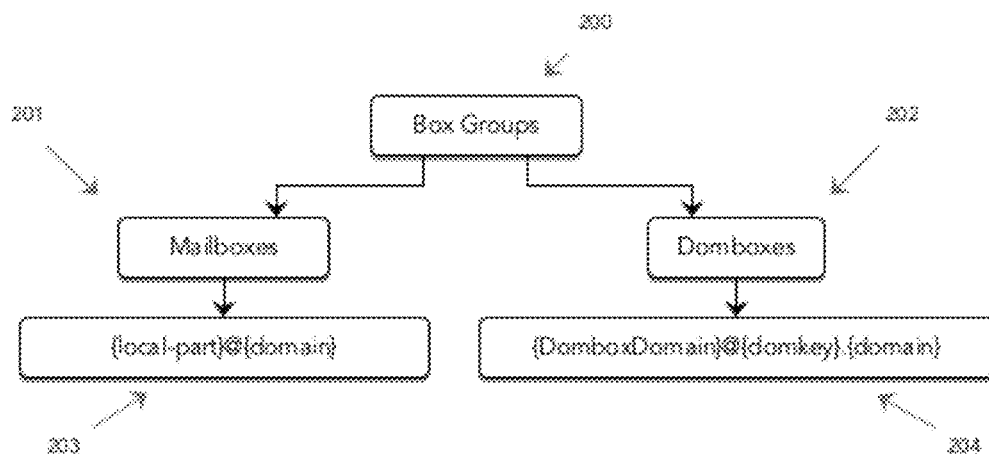 200
201
Box Groups
202
Mailboxes
Domboxes
{local-part}@{domain}
{DomboxDomain}@{domkey}.{domain}
203
204